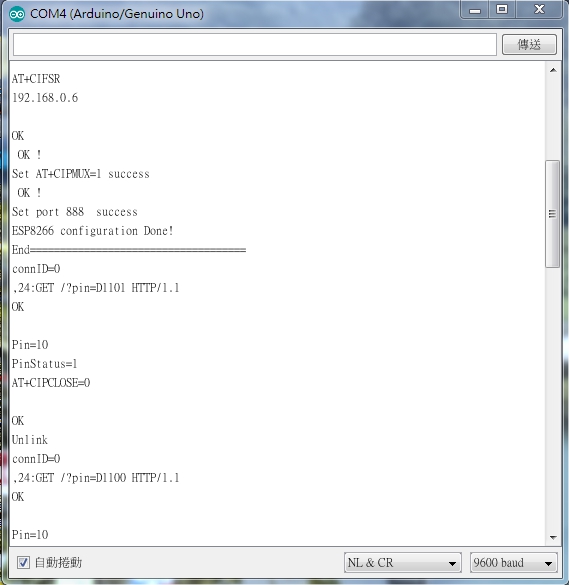 COM4 (Arduino/Genuino Uno)
傳送
AT+CIFSR
192.168.0.6
OK
OK !
Set AT+CIPMUX=1 success
OK !
Set port 888  success
ESP8266 configuration Done!
End====================================
connID=0
,24:GET /?pin=D1101 HTTP/1.1
OK
Pin=10
PinStatus=1
AT+CIPCLOSE=0
OK
Unlink
connID=0
,24:GET /?pin=D1100 HTTP/1.1
OK
Pin=10
自動捲動
NL & CR
9600 baud